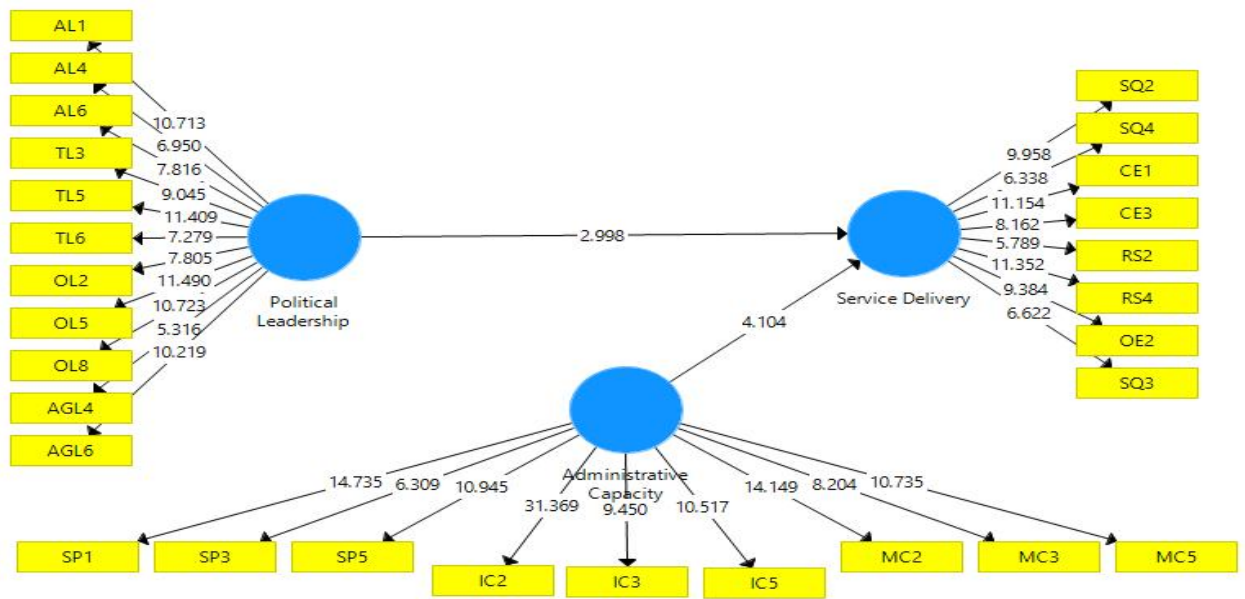 AL1
AL4
AL6
TL3
TL5
TL6
OL2
OL5
OL8
AGL4
AGL6
10.713
6.950
7.816
9.045
11.409
7.279
7.805
11.490
10.723
5.316
10.219
Political
Leadership
2.998
4.104
Service Delivery
9.958
6.338
11.154
8.162
5.789
11.352
9.384
6.622
SQ2
SQ4
CE1
CE3
RS2
RS4
OE2
SQ3
Administrative
Capacity
14.735
6.309
10.945
31.369
9.450
10.517
14.149
8.204
10.735
SP1
SP3
SP5
IC2
IC3
IC5
MC2
MC3
MC5